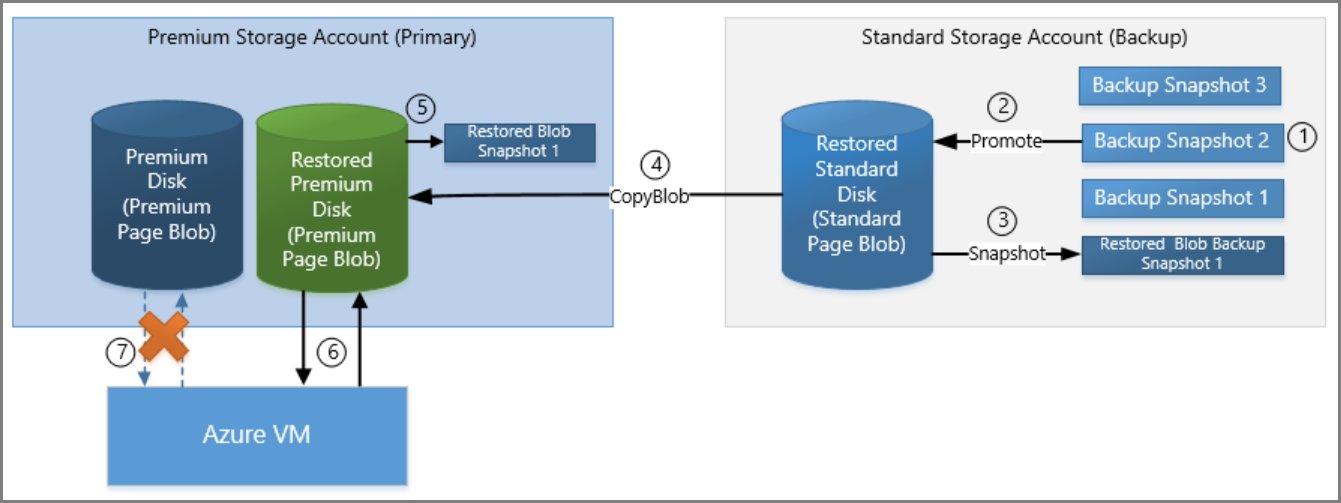 Premium Storage Account (Primary)
Premium
Disk
(Premium
Page Blob)
Restored
Premium
Disk
(Premium
Page Blob)
5
Restored Blob
Snapshot 1
4
CopyBlob
7
6
Azure VM
Standard Storage Account (Backup)
Restored
Standard
Disk
(Standard
Page Blob)
2
Promote
3
Snapshot
Backup Snapshot 3
Backup Snapshot 2
1
Backup Snapshot 1
Restored Blob Backup
Snapshot 1